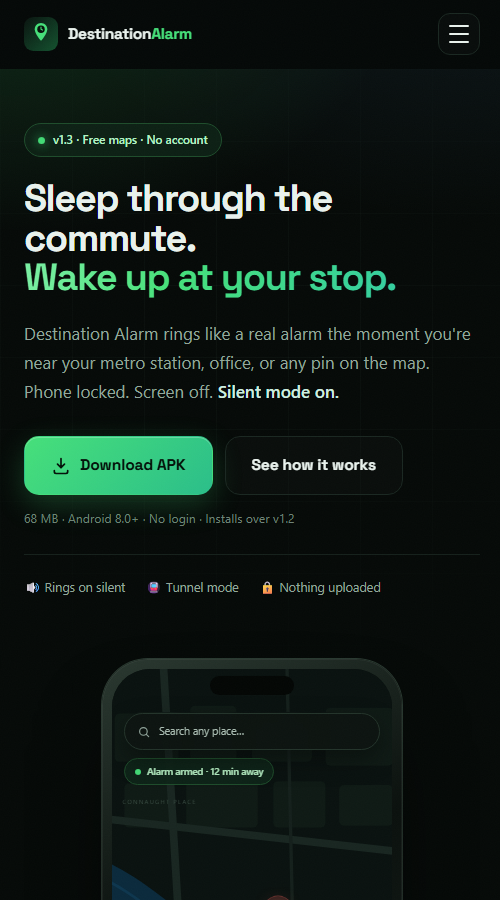 DestinationAlarm
v1.3 · Free maps · No account
Sleep through the
commute.
Wake up at your stop.
Destination Alarm rings like a real alarm the moment you're
near your metro station, office, or any pin on the map.
Phone locked. Screen off. Silent mode on.
Download APK
See how it works
68 MB · Android 8.0+ · No login · Installs over v1.2
Rings on silent
Tunnel mode
Nothing uploaded
Search any place...
Alarm armed · 12 min away
CONNAUGHT PLACE